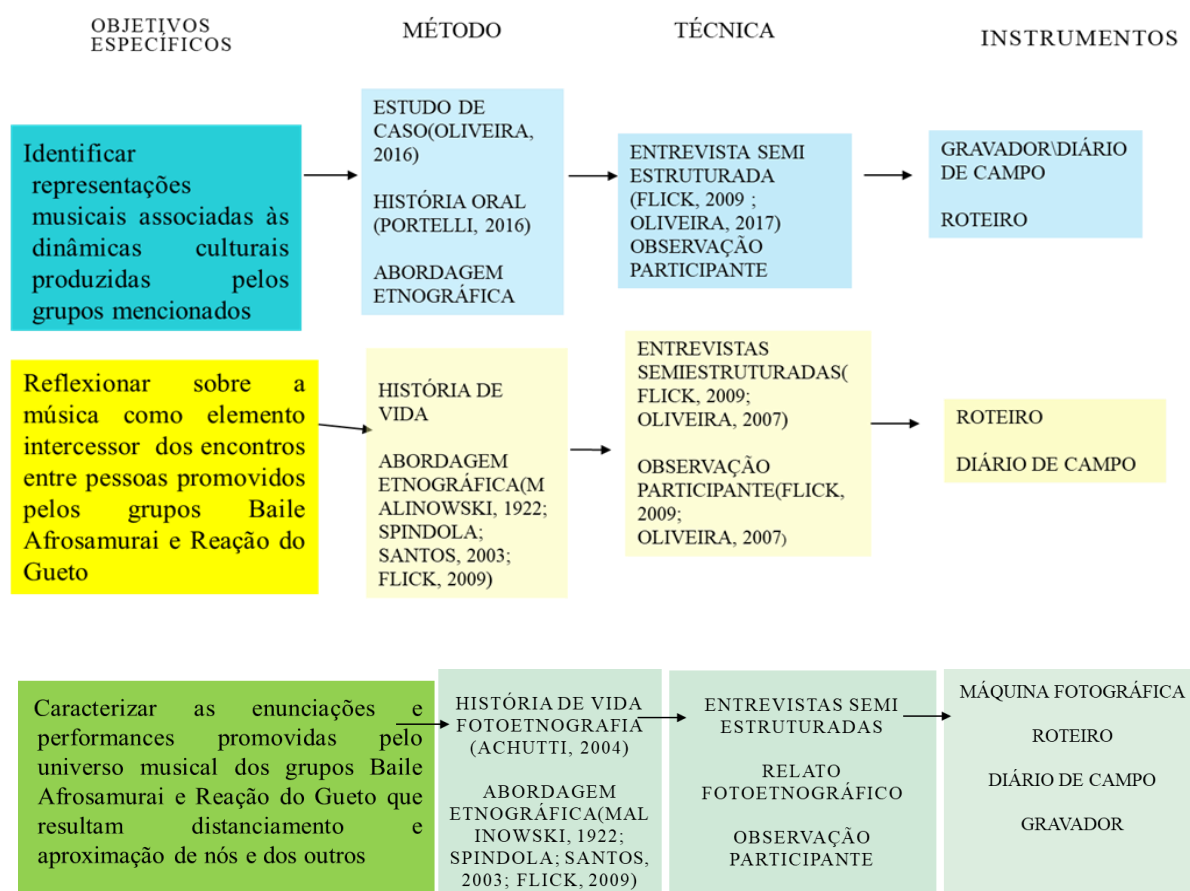 OBJETIVOS
ESPECÍFICOS
MÉTODO
TÉCNICA
INSTRUMENTOS
Identificar
representações
musicais associadas às
dinâmicas culturais
produzidas pelos
grupos mencionados
ESTUDO DE
CASO(OLIVEIRA,
2016)
HISTÓRIA ORAL
(PORTELLI, 2016)
ABORDAGEM
ETNOGRÁFICA
ENTREVISTA SEMI
ESTRUTURADA
(FLICK, 2009 ;
OLIVEIRA, 2017)
OBSERVAÇÃO
PARTICIPANTE
GRAVADOR\DIÁRIO
DE CAMPO
ROTEIRO
Reflexionar sobre a
música como elemento
intercessor dos encontros
entre pessoas promovidos
pelos grupos Baile
Afrosamurai e Reação do
Gueto
HISTÓRIA DE
VIDA
ABORDAGEM
ETNOGRÁFICA(M
ALINOWSKI, 1922;
SPINDOLA;
SANTOS, 2003;
FLICK, 2009)
ENTREVISTAS
SEMIESTRUTURADAS(
FLICK, 2009;
OLIVEIRA, 2007)
OBSERVAÇÃO
PARTICIPANTE(FLICK,
2009;
OLIVEIRA, 2007)
ROTEIRO
DIÁRIO DE CAMPO
Caracterizar as enunciações e
performances promovidas pelo
universo musical dos grupos Baile
Afrosamurai e Reação do Gueto que
resultam distanciamento e
aproximação de nós e dos outros
HISTÓRIA DE VIDA
FOTOETNOGRAFIA
(ACHUTTI, 2004)
ABORDAGEM
ETNOGRÁFICA(MAL
INOWSKI, 1922;
SPINDOLA; SANTOS,
2003; FLICK, 2009)
ENTREVISTAS SEMI
ESTRUTURADAS
RELATO
FOTOETNOGRÁFICO
OBSERVAÇÃO
PARTICIPANTE
MÁQUINA FOTOGRÁFICA
ROTEIRO
DIÁRIO DE CAMPO
GRAVADOR